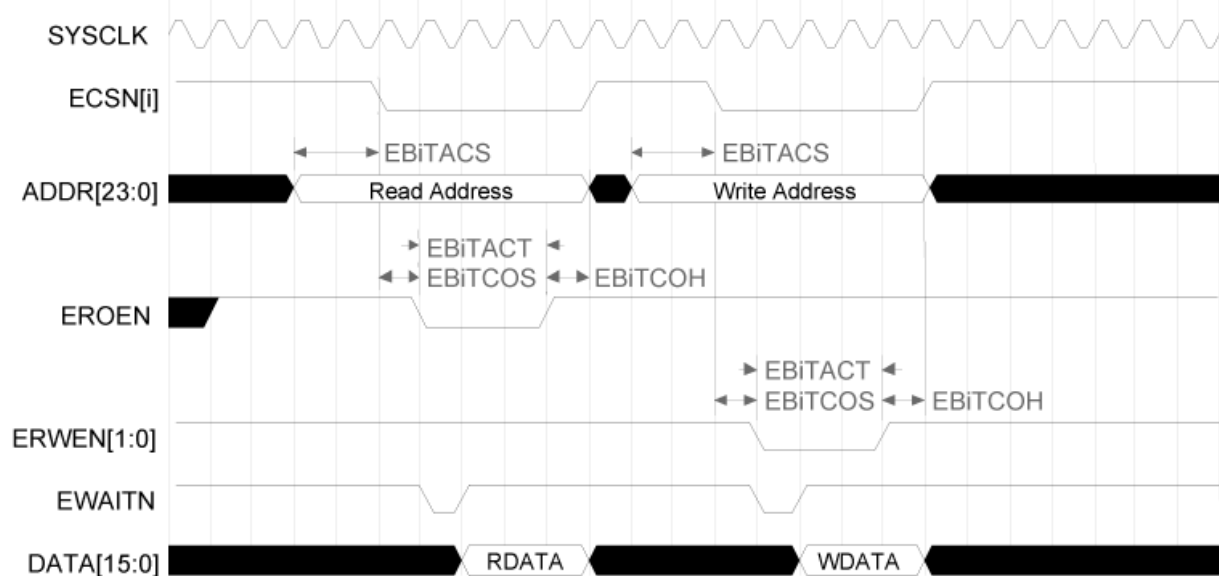 SYSCLK
ECSN[i]
EBiTACS EBiTACS
ADDR[23:0] Read Address Write Address
EBiTACT
EBiTCOS EBiTCOH
EROEN
EBiTACT
EBiTCOS EBiTCOH
ERWEN[1:0]
EWAITN
DATA[15:0] RDATA WDATA